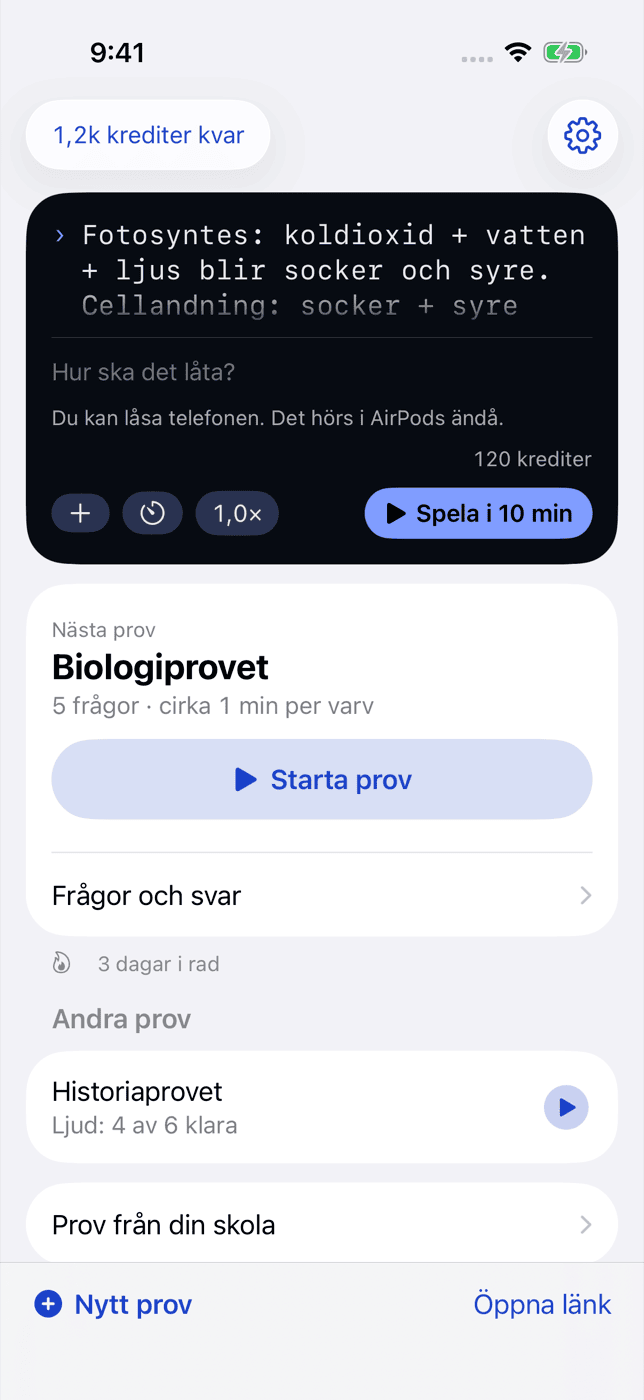 9:41
1,2k krediter kvar
› Fotosyntes: koldioxid + vatten
+ ljus blir socker och syre.
Cellandning: socker + syre
Hur ska det låta?
Du kan låsa telefonen. Det hörs i AirPods ändå.
120 krediter
1,0×
Spela i 10 min
Nästa prov
Biologiprovet
5 frågor · cirka 1 min per varv
Starta prov
Frågor och svar
3 dagar i rad
Andra prov
Historiaprovet
Ljud: 4 av 6 klara
Prov från din skola
Nytt prov
Öppna länk